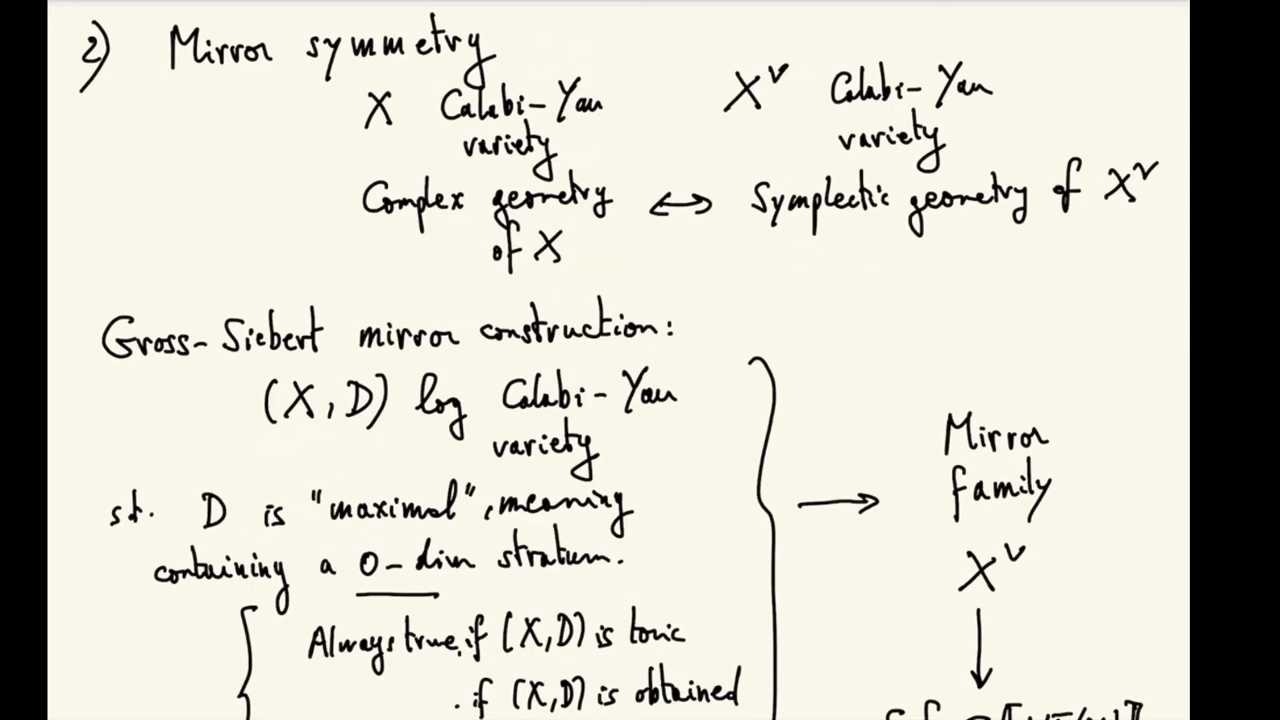 2) Mirror symmetry
X Calabi-Yau variety
X^v Calabi-Yau variety
Complex geometry of X ↔ Symplectic geometry of X^v
Gross-Siebert mirror construction:
(X, D) log Calabi-Yau
variety
st. D is "maximal", meaning
containing a 0-dim stratum.
Always true, if (X,D) is toric
. if (X,D) is obtained
→ Mirror
family
X^v
↓